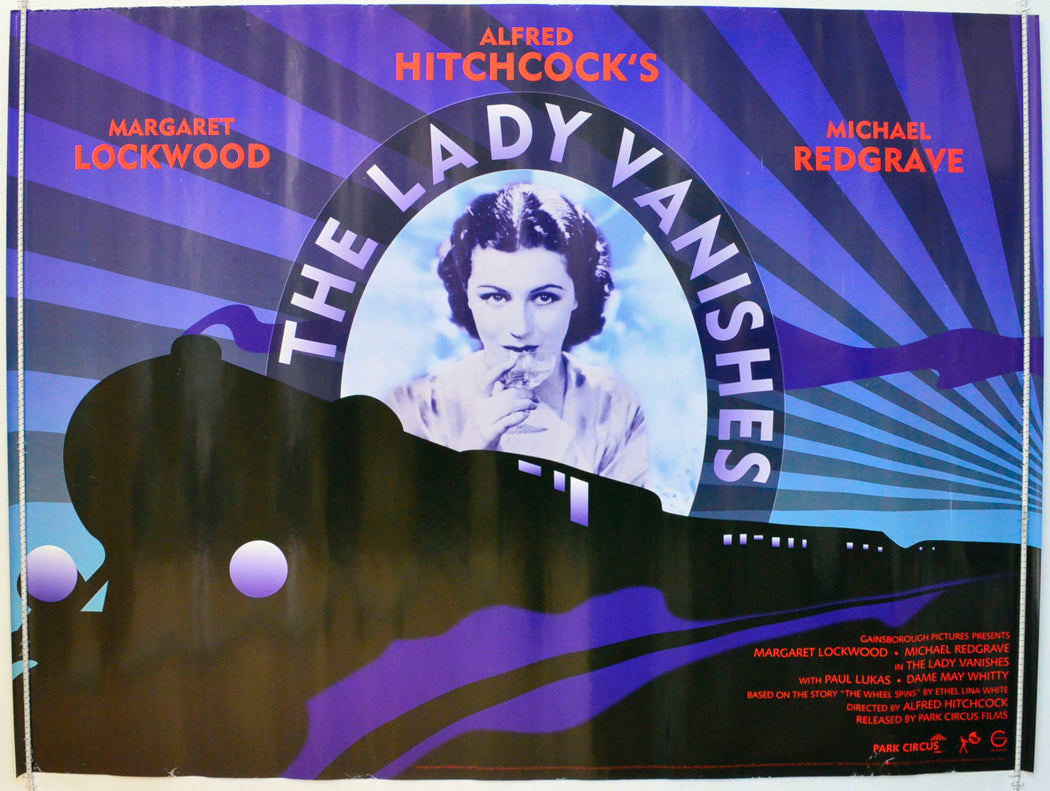 ALFRED
HITCHCOCK'S
MARGARET
LOCKWOOD
MICHAEL
REDGRAVE
THE LADY VANISHES
GAINSBOROUGH PICTURES PRESENTS
MARGARET LOCKWOOD • MICHAEL REDGRAVE
IN THE LADY VANISHES
WITH PAUL LUKAS • DAME MAY WHITTY
BASED ON THE STORY "THE WHEEL SPINS" BY ETHEL LINA WHITE
DIRECTED BY ALFRED HITCHCOCK
RELEASED BY PARK CIRCUS FILMS
PARK CIRCUS